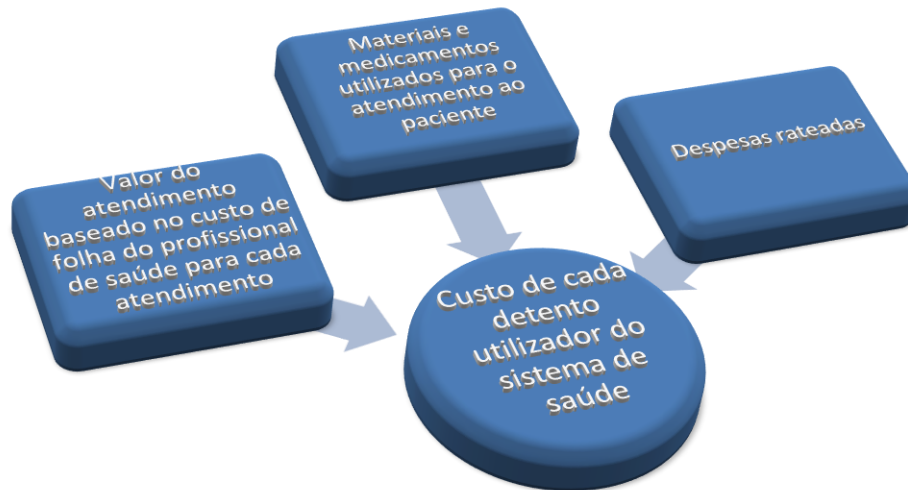 Valor do
atendimento
baseado no custo de
folha do profissional
de saúde para cada
atendimento
Materiais e
medicamentos
utilizados para o
atendimento ao
paciente
Despesas rateadas
Custo de cada
detento
utilizador do
sistema de
saúde